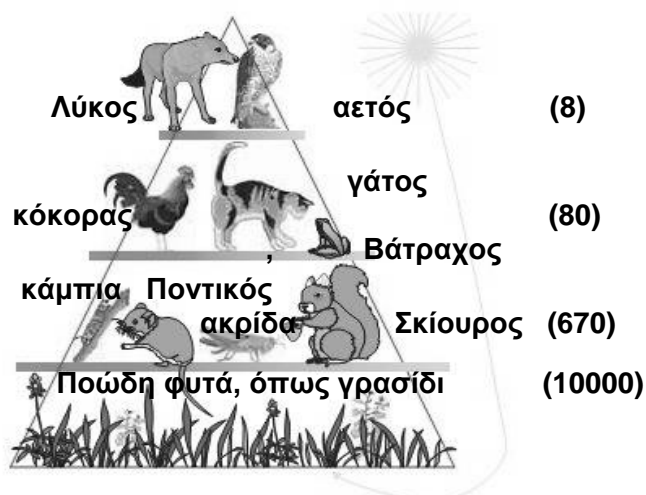 Λύκος αετός (8)
γάτος
κόκορας (80)
, Βάτραχος
κάμπια Ποντικός
ακρίδα Σκίουρος (670)
Ποώδη φυτά, όπως γρασίδι (10000)